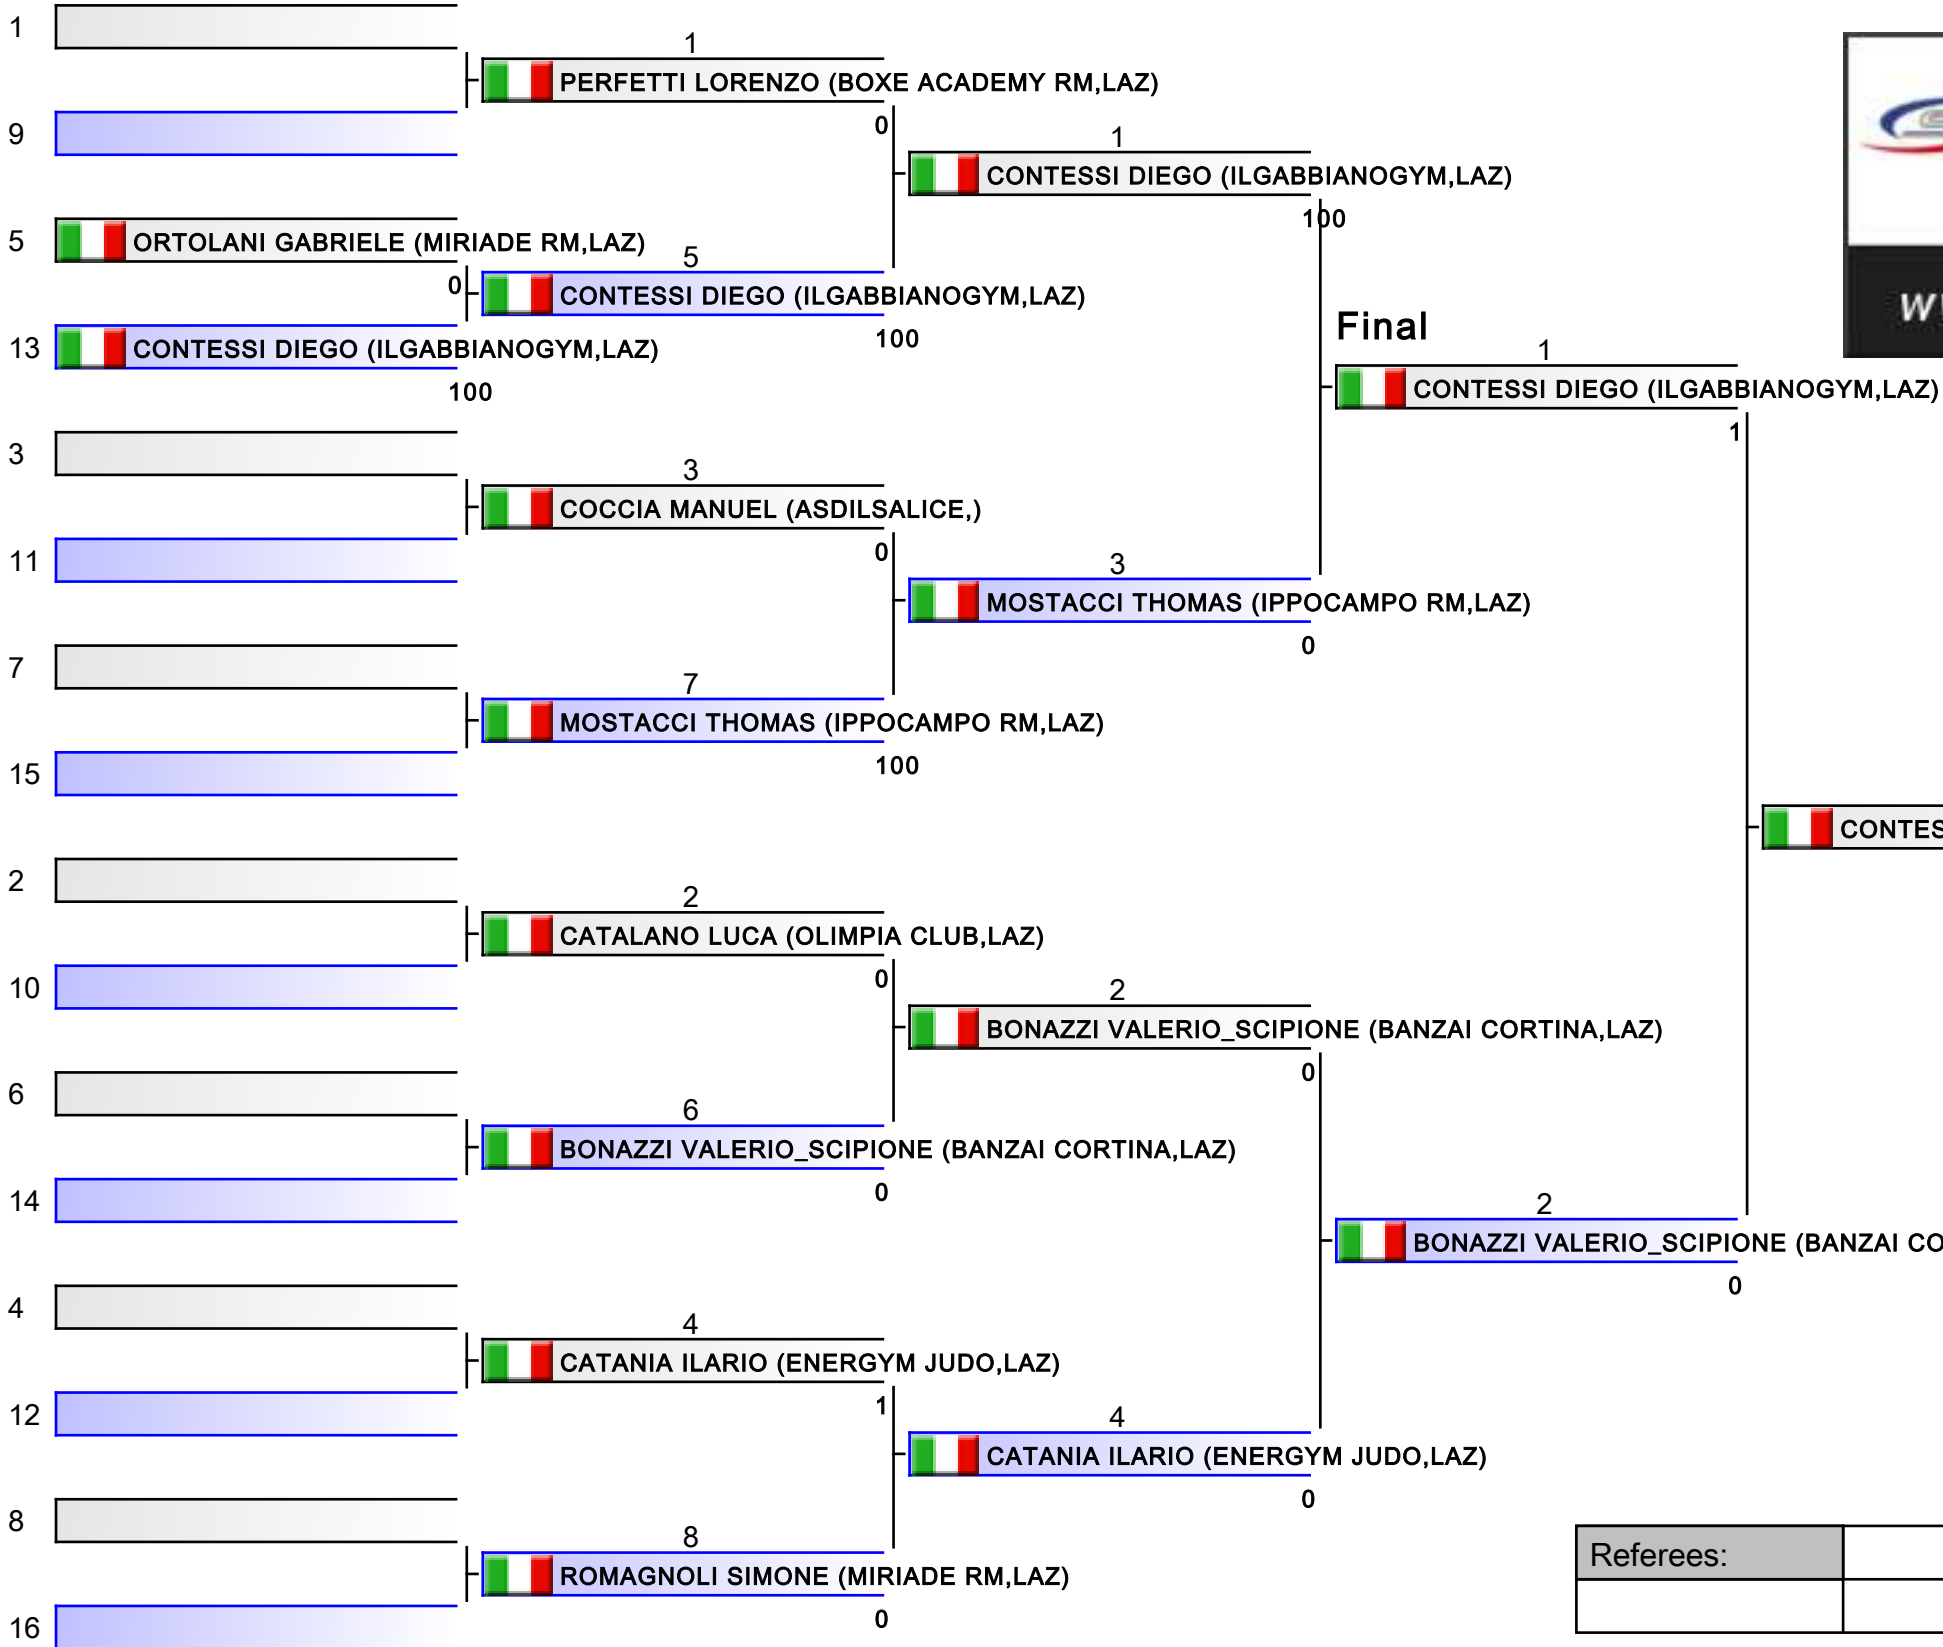 1
1
PERFETTI LORENZO (BOXE ACADEMY RM,LAZ)
0
9
1
CONTESSI DIEGO (ILGABBIANOGYM,LAZ)
100
5
ORTOLANI GABRIELE (MIRIADE RM,LAZ)
0
5
CONTESSI DIEGO (ILGABBIANOGYM,LAZ)
100
13
CONTESSI DIEGO (ILGABBIANOGYM,LAZ)
100
Final
1
CONTESSI DIEGO (ILGABBIANOGYM,LAZ)
1
3
3
COCCIA MANUEL (ASDILSALICE,)
0
11
3
MOSTACCI THOMAS (IPPOCAMPO RM,LAZ)
0
7
7
MOSTACCI THOMAS (IPPOCAMPO RM,LAZ)
100
15
CONTES
2
2
CATALANO LUCA (OLIMPIA CLUB,LAZ)
0
10
2
BONAZZI VALERIO_SCIPIONE (BANZAI CORTINA,LAZ)
0
6
6
BONAZZI VALERIO_SCIPIONE (BANZAI CORTINA,LAZ)
0
14
2
BONAZZI VALERIO_SCIPIONE (BANZAI CO
0
4
4
CATANIA ILARIO (ENERGYM JUDO,LAZ)
1
12
4
CATANIA ILARIO (ENERGYM JUDO,LAZ)
0
8
8
ROMAGNOLI SIMONE (MIRIADE RM,LAZ)
0
16
Referees: